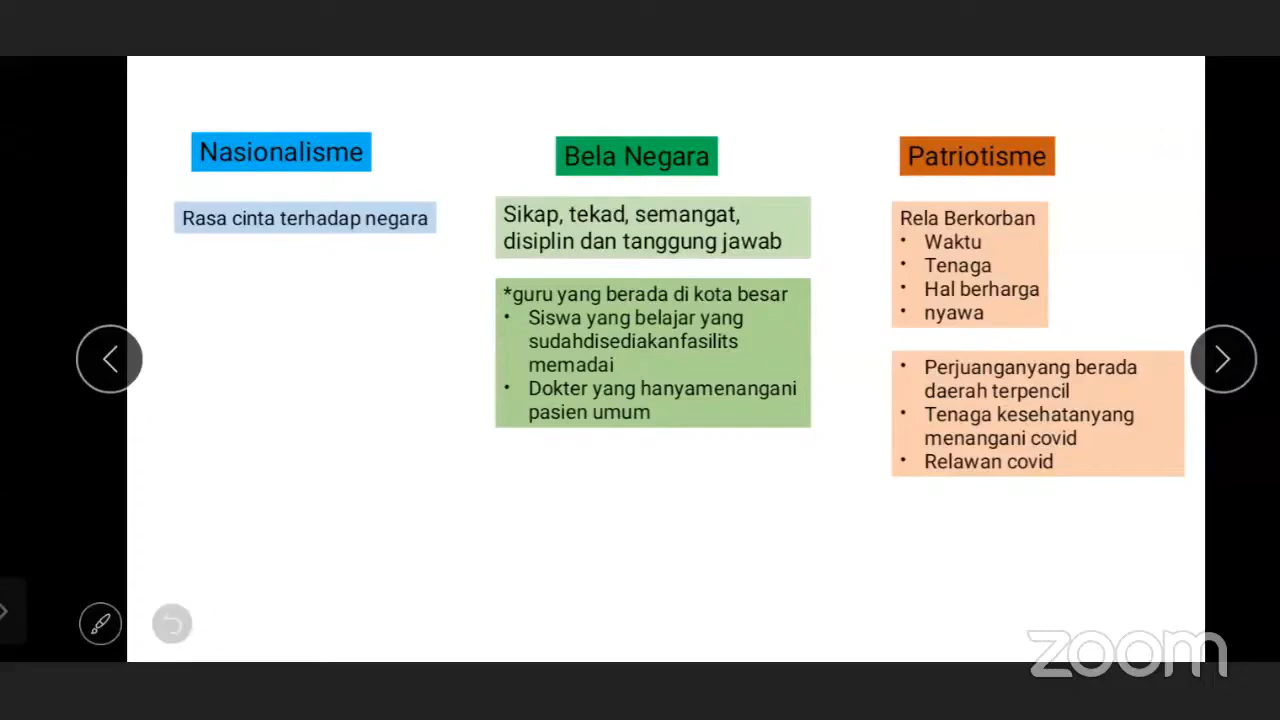 Nasionalisme
Rasa cinta terhadap negara
Bela Negara
Sikap, tekad, semangat,
disiplin dan tanggung jawab
*guru yang berada di kota besar
• Siswa yang belajar yang
sudahdisediakanfasilits
memadai
• Dokter yang hanyamenangani
pasien umum
Patriotisme
Rela Berkorban
• Waktu
• Tenaga
• Hal berharga
• nyawa
• Perjuanganyang berada
daerah terpencil
• Tenaga kesehatanyang
menangani covid
• Relawan covid
zoom